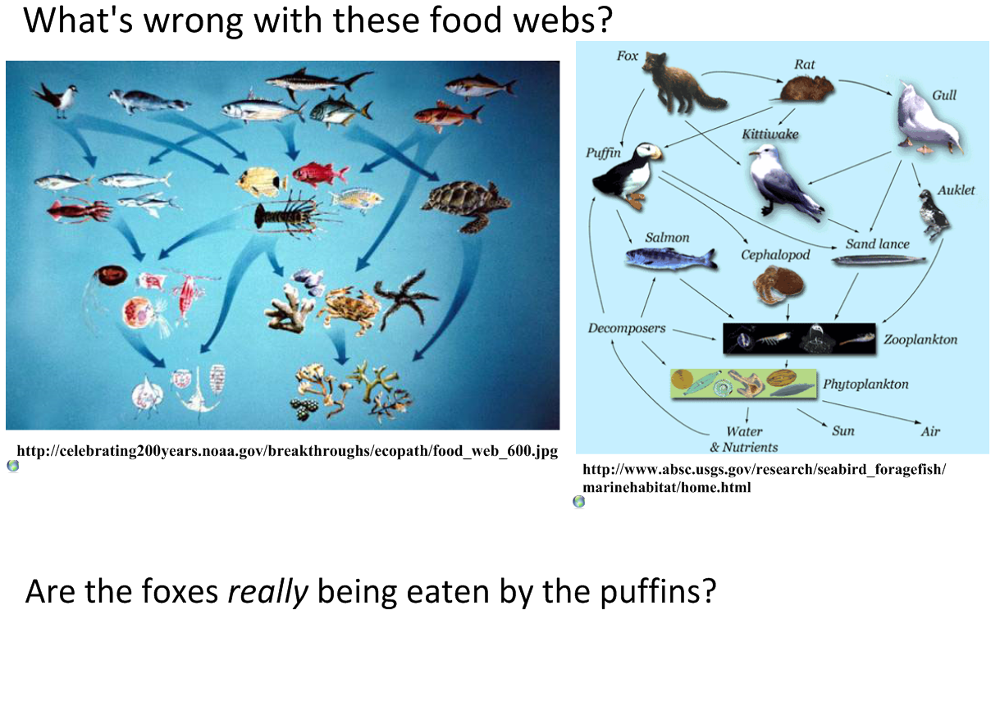 What's wrong with these food webs?
Fox
Rat
Gull
Kittiwake
Puffin
Auklet
Salmon
Cephalopod
Sand lance
Decomposers
Zooplankton
Phytoplankton
Water
& Nutrients
Sun
Air
http://celebrating200years.noaa.gov/breakthroughs/ecopath/food_web_600.jpg
http://www.absc.usgs.gov/research/seabird_foragefish/
marinehabitat/home.html
Are the foxes really being eaten by the puffins?